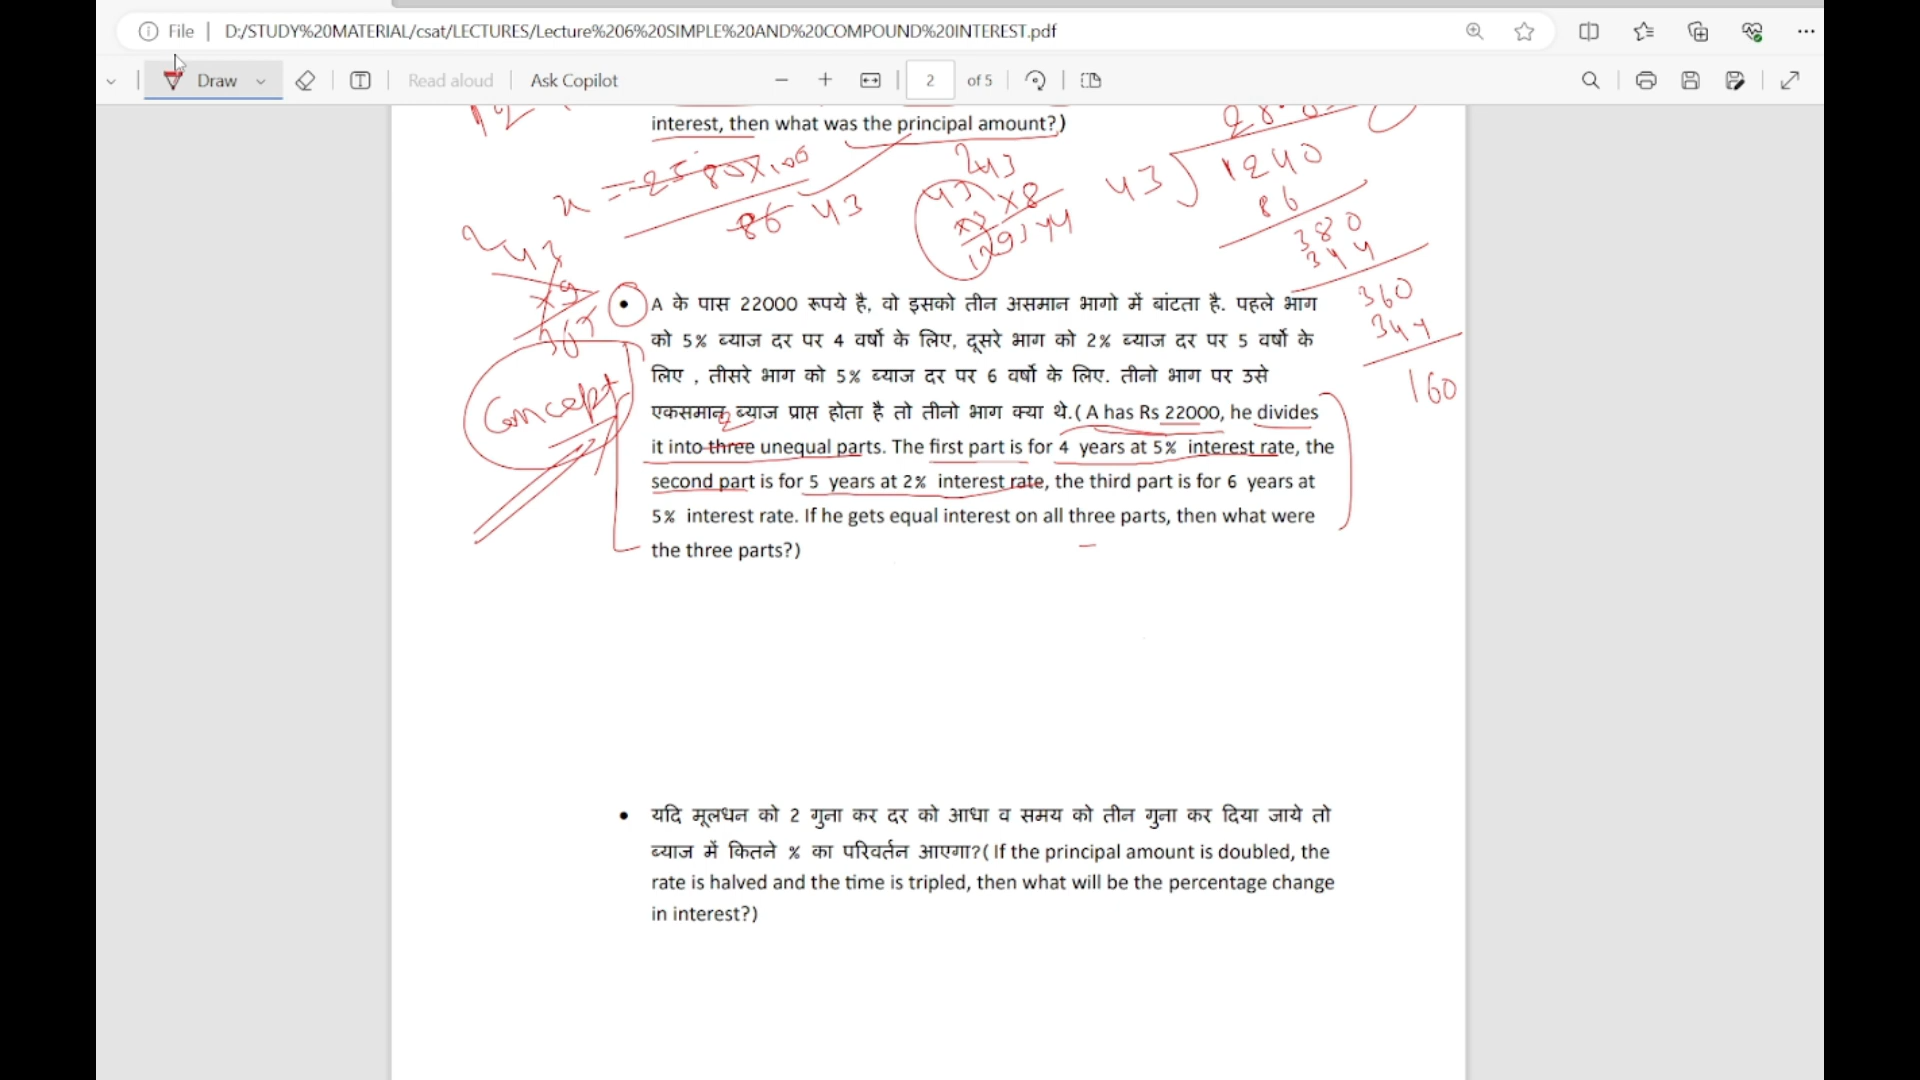 File | D:/STUDY%20MATERIAL/csat/LECTURES/Lecture%206%20SIMPLE%20AND%20COMPOUND%20INTEREST.pdf
Draw Read aloud Ask Copilot 2 of 5
interest, then what was the principal amount?)
1240
43
86
86 43
380
344
360
344
160
• A के पास 22000 रूपये है, वो इसको तीन असमान भागो में बांटता है. पहले भाग
को 5% ब्याज दर पर 4 वर्षो के लिए, दूसरे भाग को 2% ब्याज दर पर 5 वर्षो के
लिए , तीसरे भाग को 5% ब्याज दर पर 6 वर्षो के लिए. तीनो भाग पर उसे
एकसमान ब्याज प्राप्त होता है तो तीनो भाग क्या थे.( A has Rs 22000, he divides
it into three unequal parts. The first part is for 4 years at 5% interest rate, the
second part is for 5 years at 2% interest rate, the third part is for 6 years at
5% interest rate. If he gets equal interest on all three parts, then what were
the three parts?)
Concept
• यदि मूलधन को 2 गुना कर दर को आधा व समय को तीन गुना कर दिया जाये तो
ब्याज में कितने % का परिवर्तन आएगा?( If the principal amount is doubled, the
rate is halved and the time is tripled, then what will be the percentage change
in interest?)